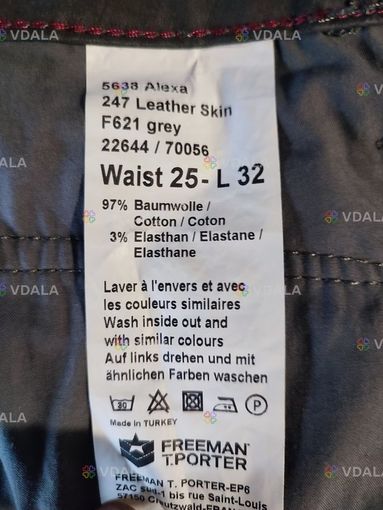 5638 Alexa
247 Leather Skin
F621 grey
22644 / 70056
Waist 25 - L 32
97% Baumwolle /
Cotton / Coton
3% Elasthan / Elastane /
Elasthane
Laver à l'envers et avec
les couleurs similaires
Wash inside out and
with similar colours
Auf links drehen und mit
ähnlichen Farben waschen
30
P
Made in TURKEY
FREEMAN
T.PORTER
FREEMAN T. PORTER-EP6
ZAC sud-1 bis rue Saint-Louis
57150 Creutzwald-FRANCE
VDALA